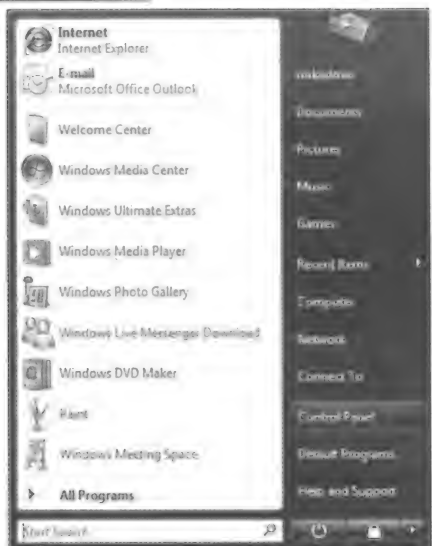 Internet
Internet Explorer
E-mail
Microsoft Office Outlook
Welcome Center
Windows Media Center
Windows Ultimate Extras
Windows Media Player
Windows Photo Gallery
Windows Live Messenger Download
Windows DVD Maker
Paint
Windows Meeting Space
All Programs
Start Search
Documents
Pictures
Music
Games
Recent Items
Computer
Network
Connect To
Control Panel
Default Programs
Help and Support